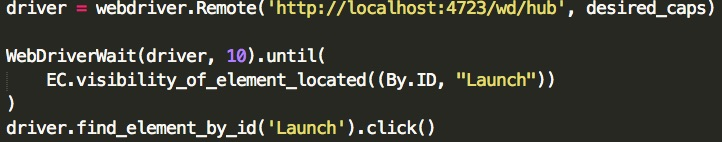 driver = webdriver.Remote('http://localhost:4723/wd/hub', desired_caps)
WebDriverWait(driver, 10).until(
    EC.visibility_of_element_located((By.ID, "Launch"))
)
driver.find_element_by_id('Launch').click()